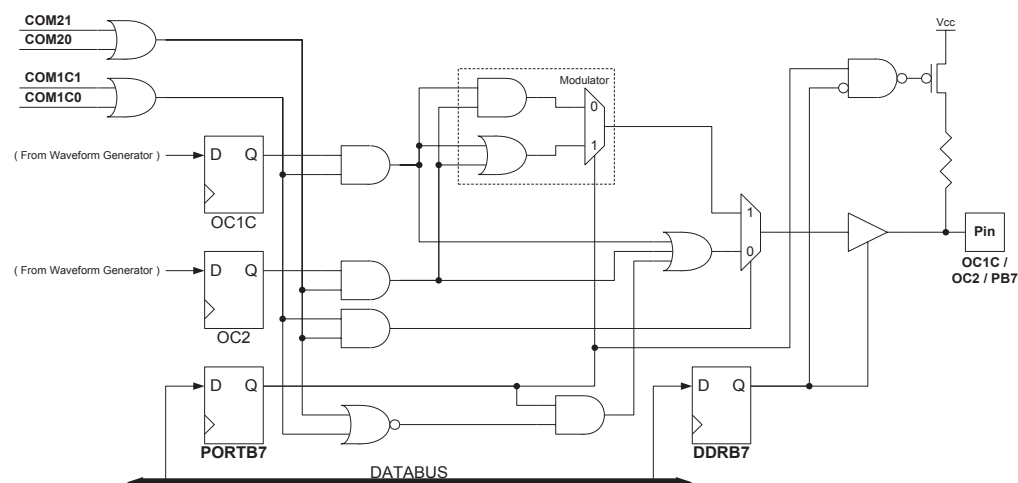 COM21
COM20
COM1C1
COM1C0
Modulator
Vcc
0
1
( From Waveform Generator )
D Q
OC1C
1
0
Pin
OC1C /
OC2 / PB7
( From Waveform Generator )
D Q
OC2
D Q
PORTB7
D Q
DDRB7
DATABUS